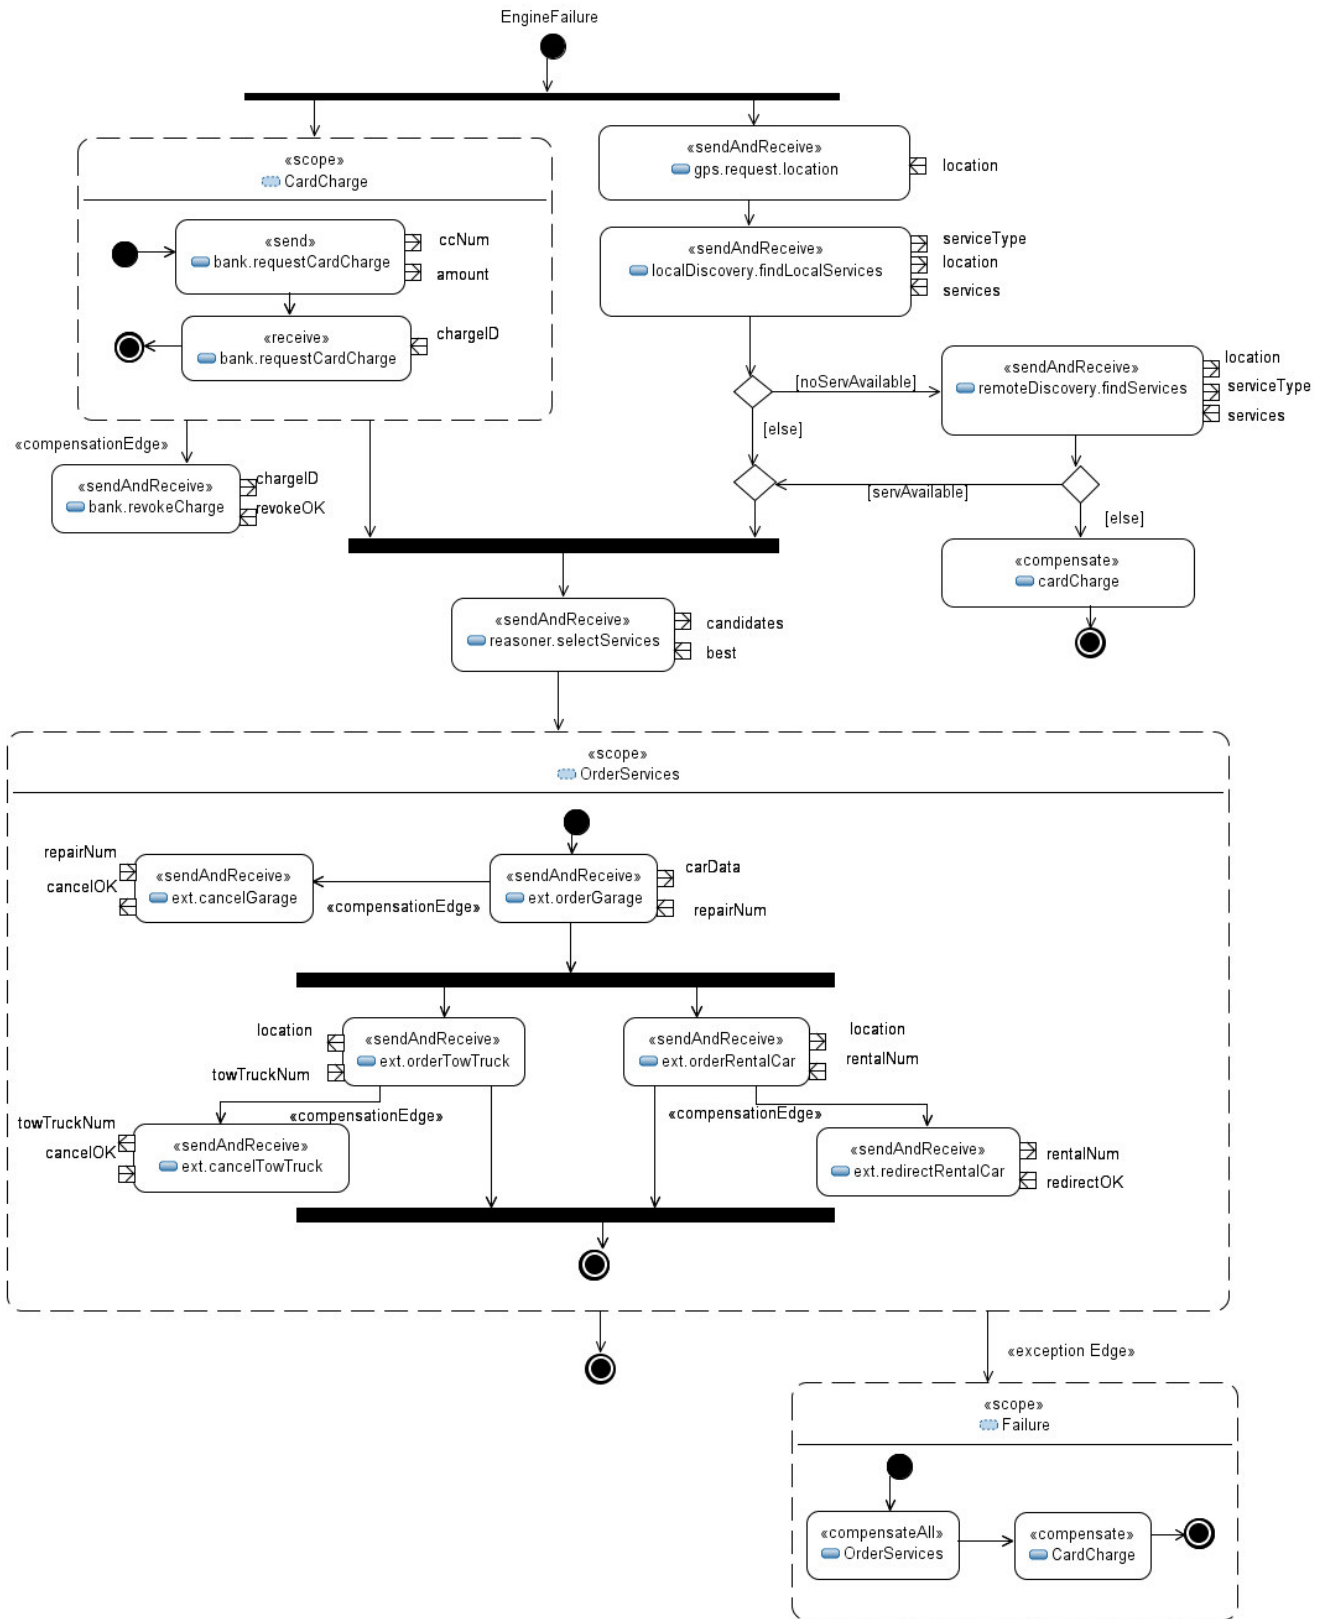 EngineFailure
«scope»
CardCharge
«send»
bank.requestCardCharge
ccNum
amount
«receive»
bank.requestCardCharge
chargeID
«sendAndReceive»
gps.request.location
location
«sendAndReceive»
localDiscovery.findLocalServices
serviceType
location
services
[noServAvailable]
[else]
«sendAndReceive»
remoteDiscovery.findServices
location
serviceType
services
[servAvailable]
[else]
«compensate»
cardCharge
«compensationEdge»
«sendAndReceive»
bank.revokeCharge
chargeID
revokeOK
«sendAndReceive»
reasoner.selectServices
candidates
best
«scope»
OrderServices
repairNum
cancelOK
«sendAndReceive»
ext.cancelGarage
«compensationEdge»
«sendAndReceive»
ext.orderGarage
carData
repairNum
location
towTruckNum
«sendAndReceive»
ext.orderTowTruck
«sendAndReceive»
ext.orderRentalCar
location
rentalNum
«compensationEdge»
«compensationEdge»
towTruckNum
cancelOK
«sendAndReceive»
ext.cancelTowTruck
«sendAndReceive»
ext.redirectRentalCar
rentalNum
redirectOK
«exception Edge»
«scope»
Failure
«compensateAll»
OrderServices
«compensate»
CardCharge